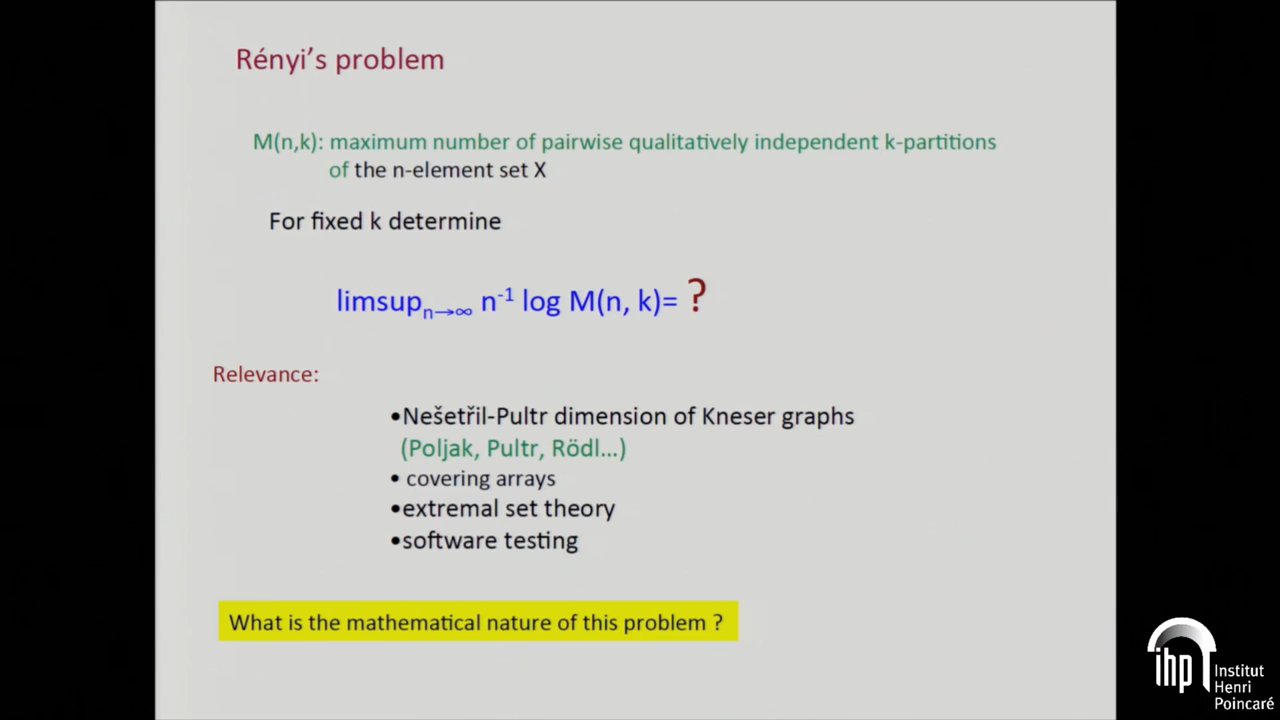 Rényi's problem
M(n,k): maximum number of pairwise qualitatively independent k-partitions
of the n-element set X
For fixed k determine
limsupₙ→∞ n⁻¹ log M(n, k)= ?
Relevance:
•Nešetřil-Pultr dimension of Kneser graphs
(Poljak, Pultr, Rödl...)
• covering arrays
•extremal set theory
•software testing
What is the mathematical nature of this problem ?
ihp Institut
Henri
Poincaré